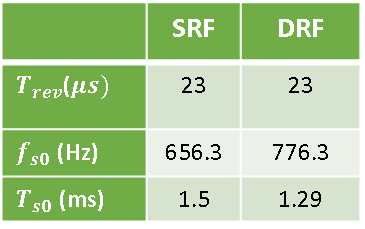 SRF DRF
T_rev(μs) 23 23
f_s0 (Hz) 656.3 776.3
T_s0 (ms) 1.5 1.29